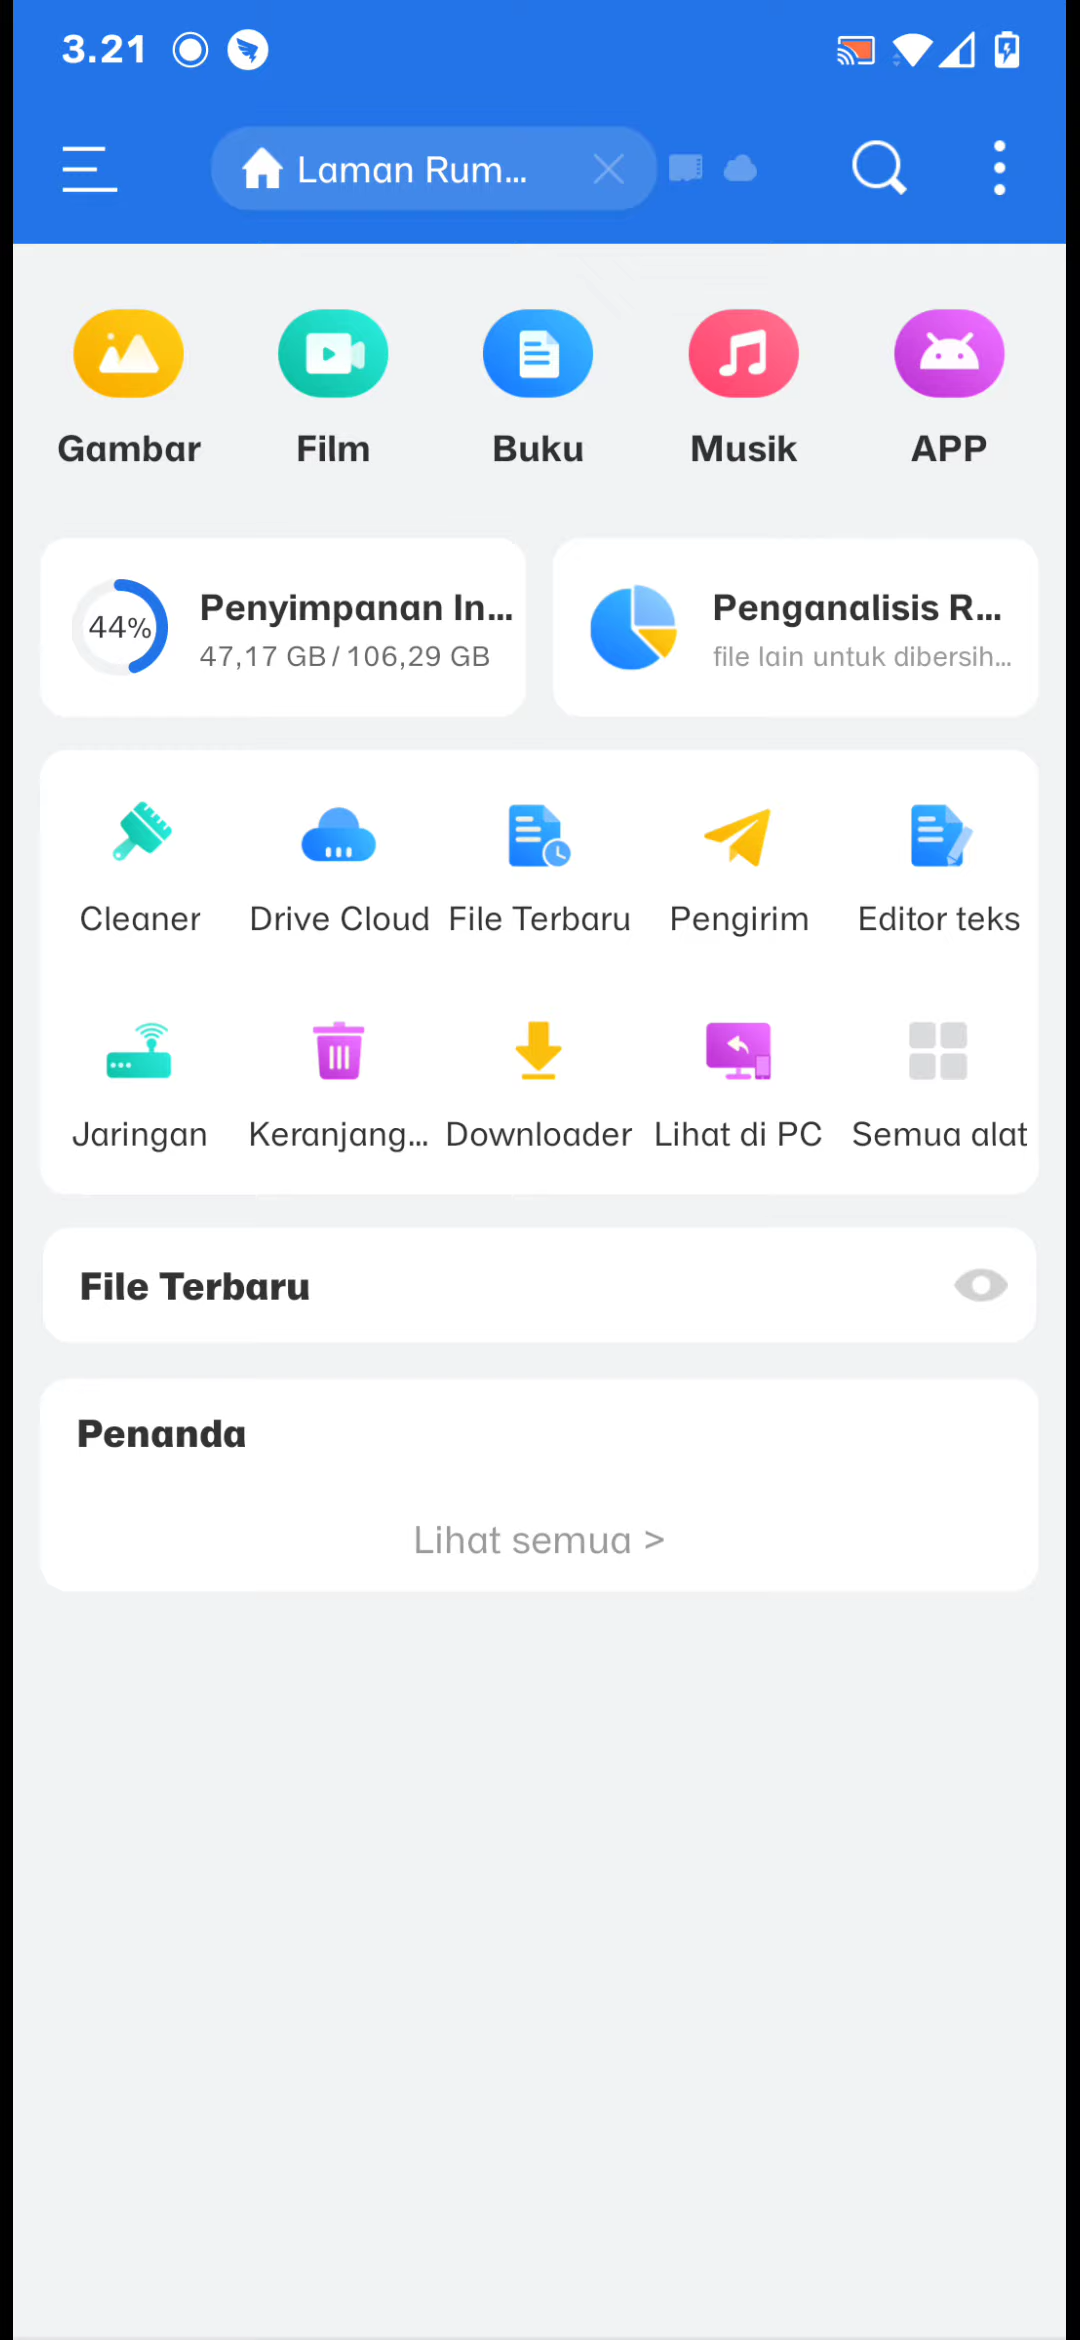 3.21
Laman Rum...
Gambar Film Buku Musik APP
44% Penyimpanan In...
47,17 GB / 106,29 GB
Penganalisis R...
file lain untuk dibersih...
Cleaner Drive Cloud File Terbaru Pengirim Editor teks
Jaringan Keranjang... Downloader Lihat di PC Semua alat
File Terbaru
Penanda
Lihat semua >